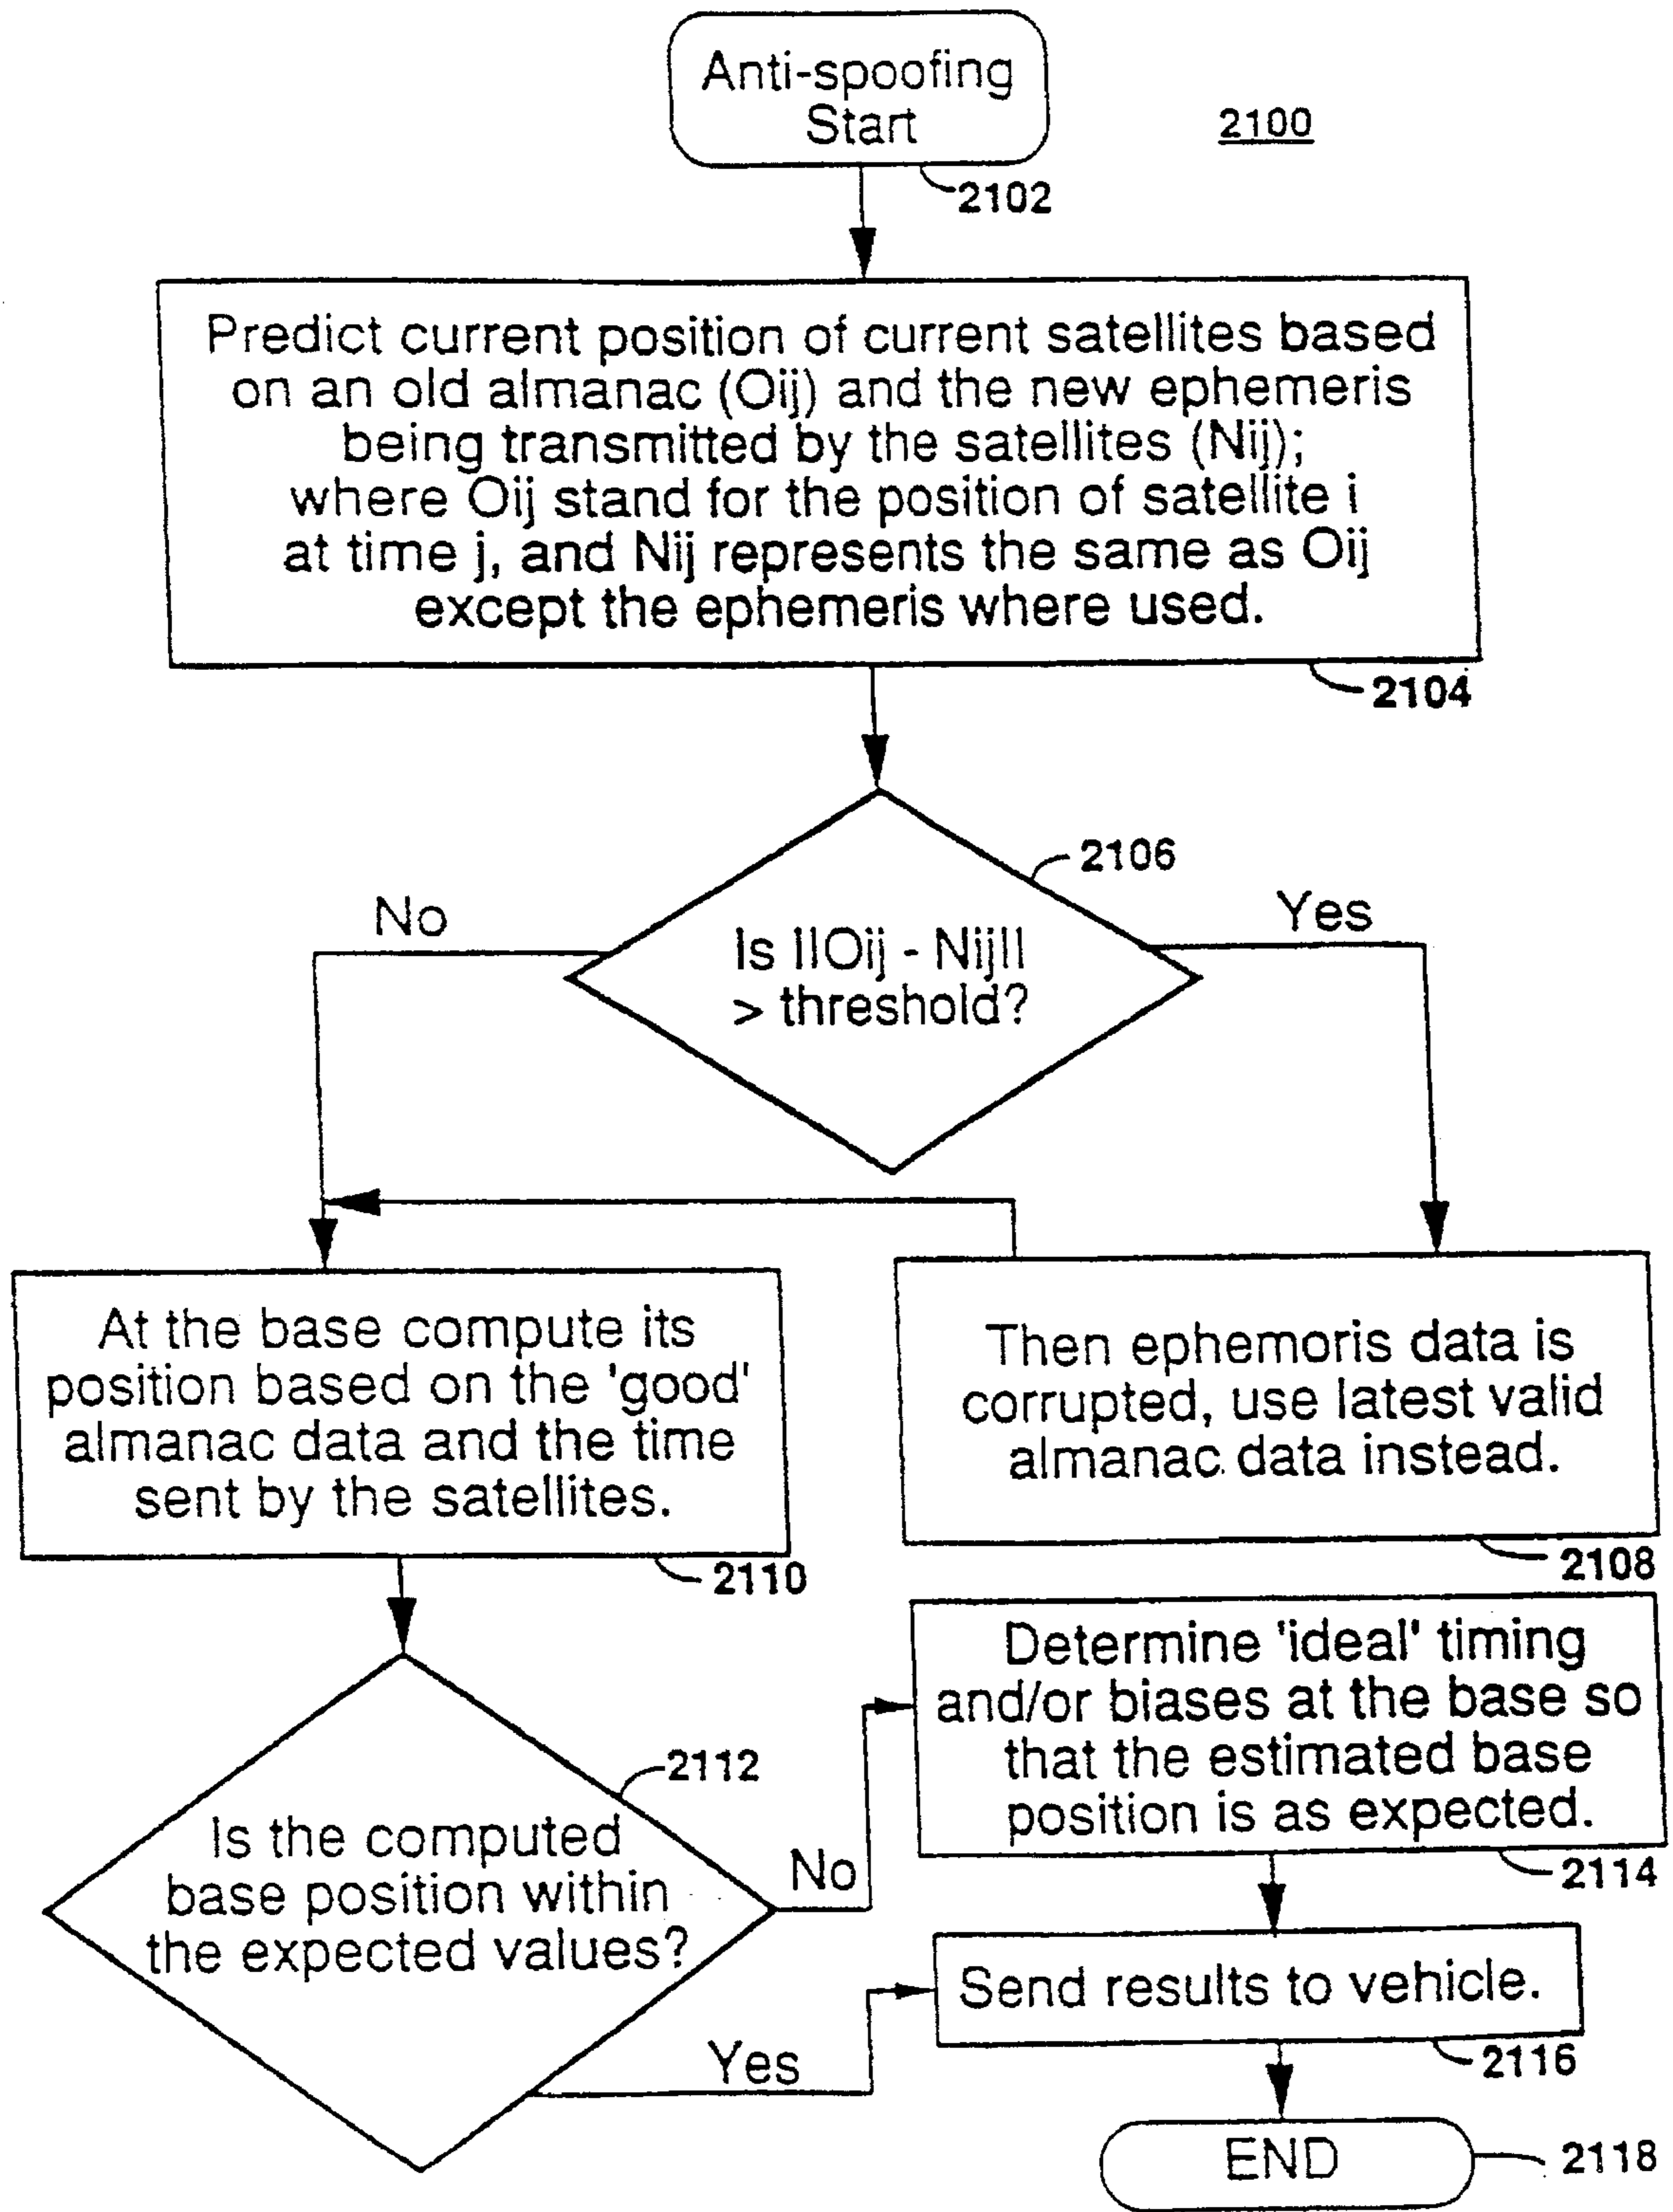 Anti-spoofing
Start
2100
2102
Predict current position of current satellites based
on an old almanac (Oij) and the new ephemeris
being transmitted by the satellites (Nij);
where Oij stand for the position of satellite i
at time j, and Nij represents the same as Oij
except the ephemeris where used.
2104
2106
No
Yes
Is llOij - Nijll
> threshold?
At the base compute its
position based on the 'good'
almanac data and the time
sent by the satellites.
2110
Then ephemoris data is
corrupted, use latest valid
almanac data instead.
2108
Determine 'ideal' timing
and/or biases at the base so
that the estimated base
position is as expected.
2114
2112
Is the computed
base position within
the expected values?
No
Yes
Send results to vehicle.
2116
END
2118